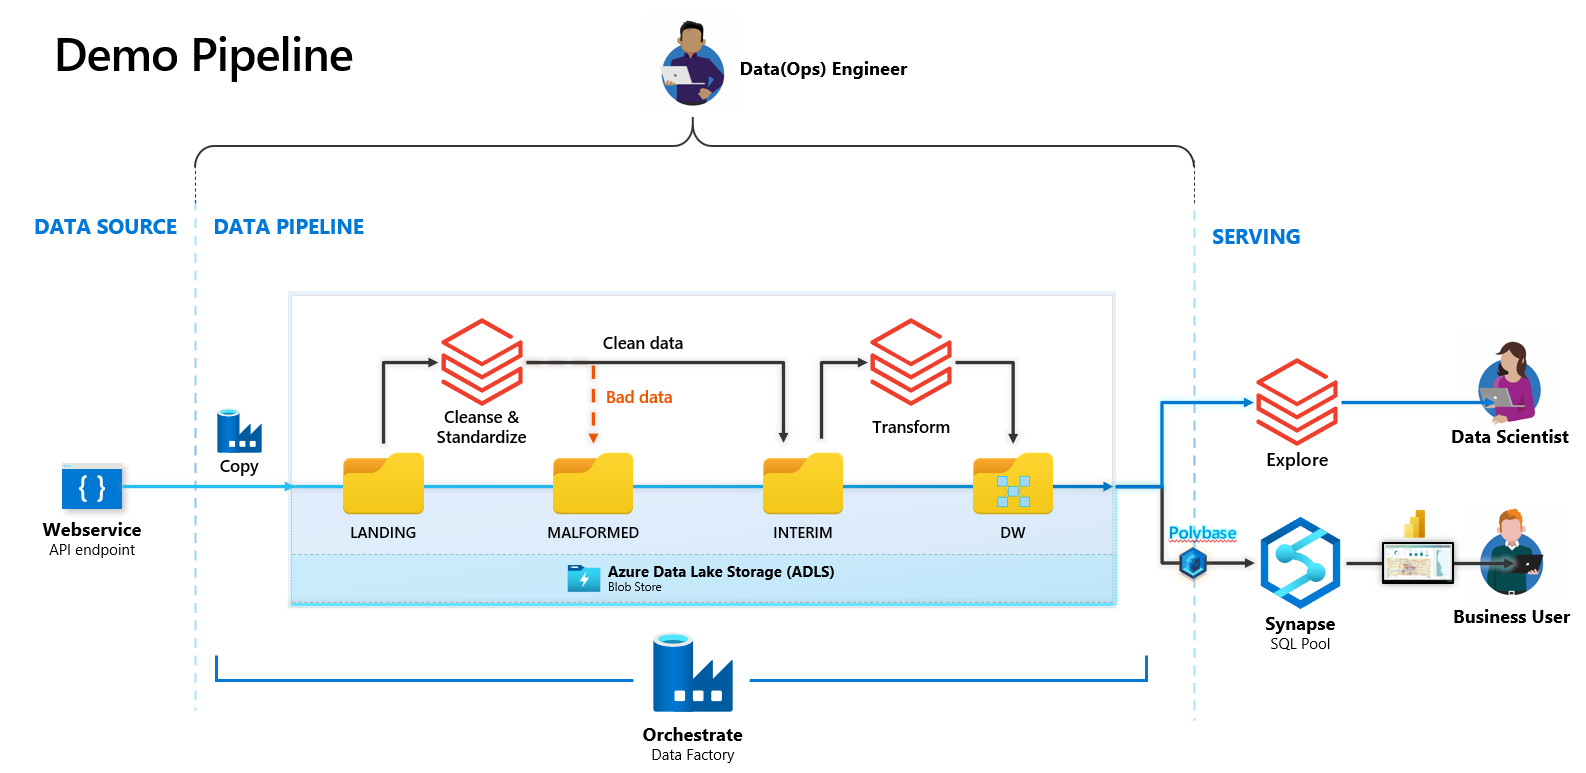 Demo Pipeline
Data(Ops) Engineer
DATA SOURCE
DATA PIPELINE
SERVING
Clean data
Bad data
Cleanse &
Standardize
Transform
Copy
{ }
Webservice
API endpoint
LANDING
MALFORMED
INTERIM
DW
Azure Data Lake Storage (ADLS)
Blob Store
Explore
Data Scientist
Polybase
Synapse
SQL Pool
Business User
Orchestrate
Data Factory